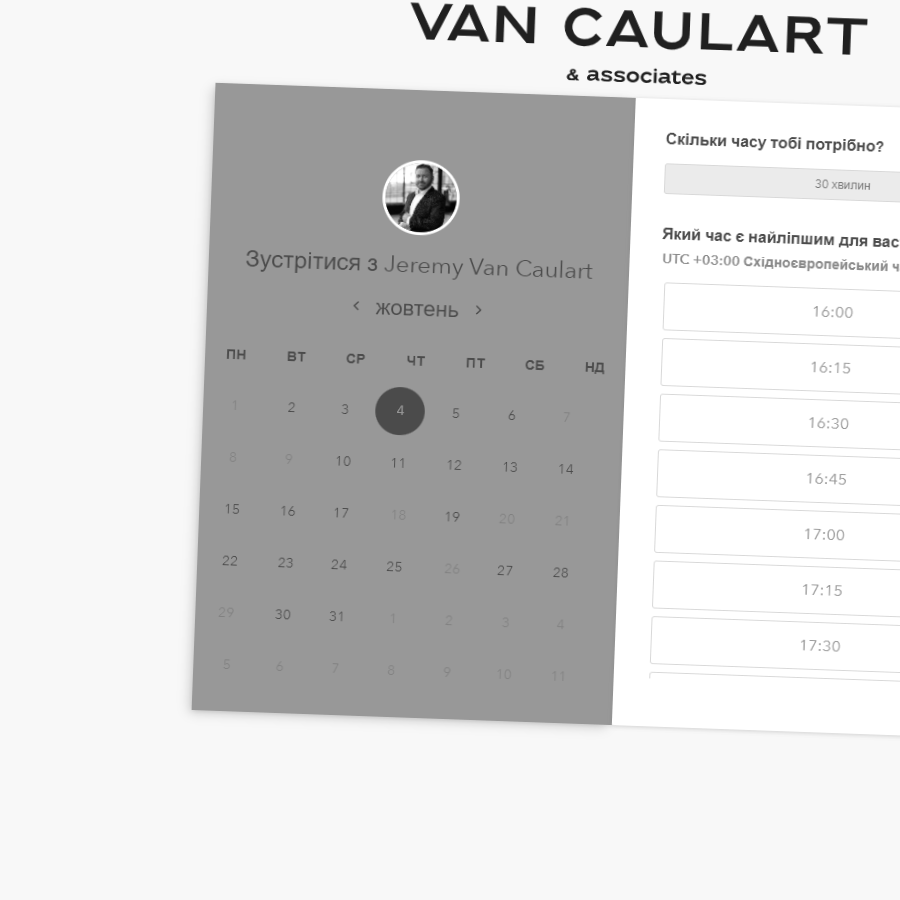 VAN CAULART
& associates
Зустрітися з Jeremy Van Caulart
‹ жовтень ›
ПН ВТ СР ЧТ ПТ СБ НД
1 2 3 4 5 6 7
8 9 10 11 12 13 14
15 16 17 18 19 20 21
22 23 24 25 26 27 28
29 30 31 1 2 3 4
5 6 7 8 9 10 11
Скільки часу тобі потрібно?
30 хвилин
Який час є найліпшим для вас
UTC +03:00 Східноєвропейський ч
16:00
16:15
16:30
16:45
17:00
17:15
17:30